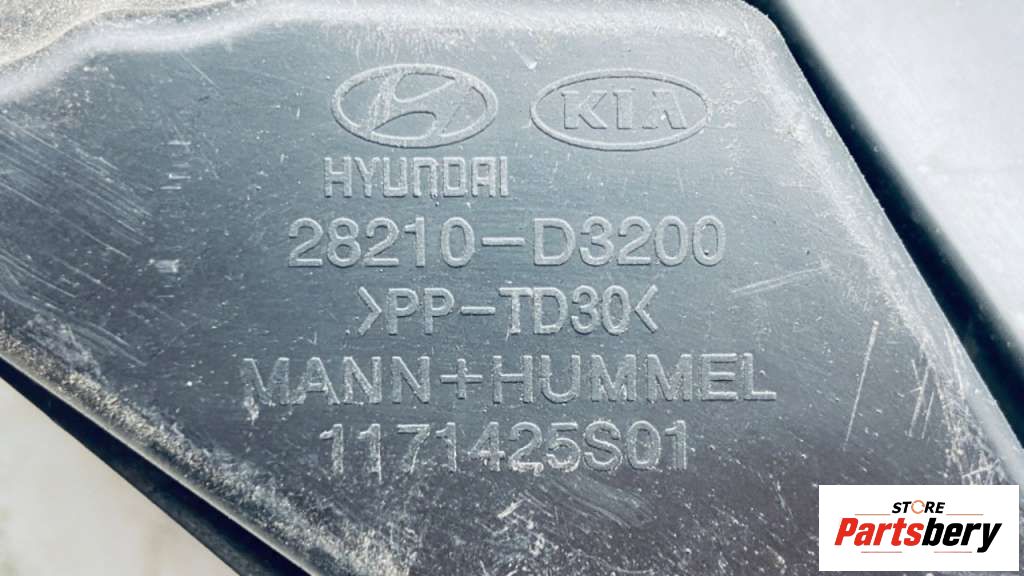 KIA
HYUNDAI
28210-D3200
>PP-TD30<
MANN+HUMMEL
1171425S01
STORE
Partsbery